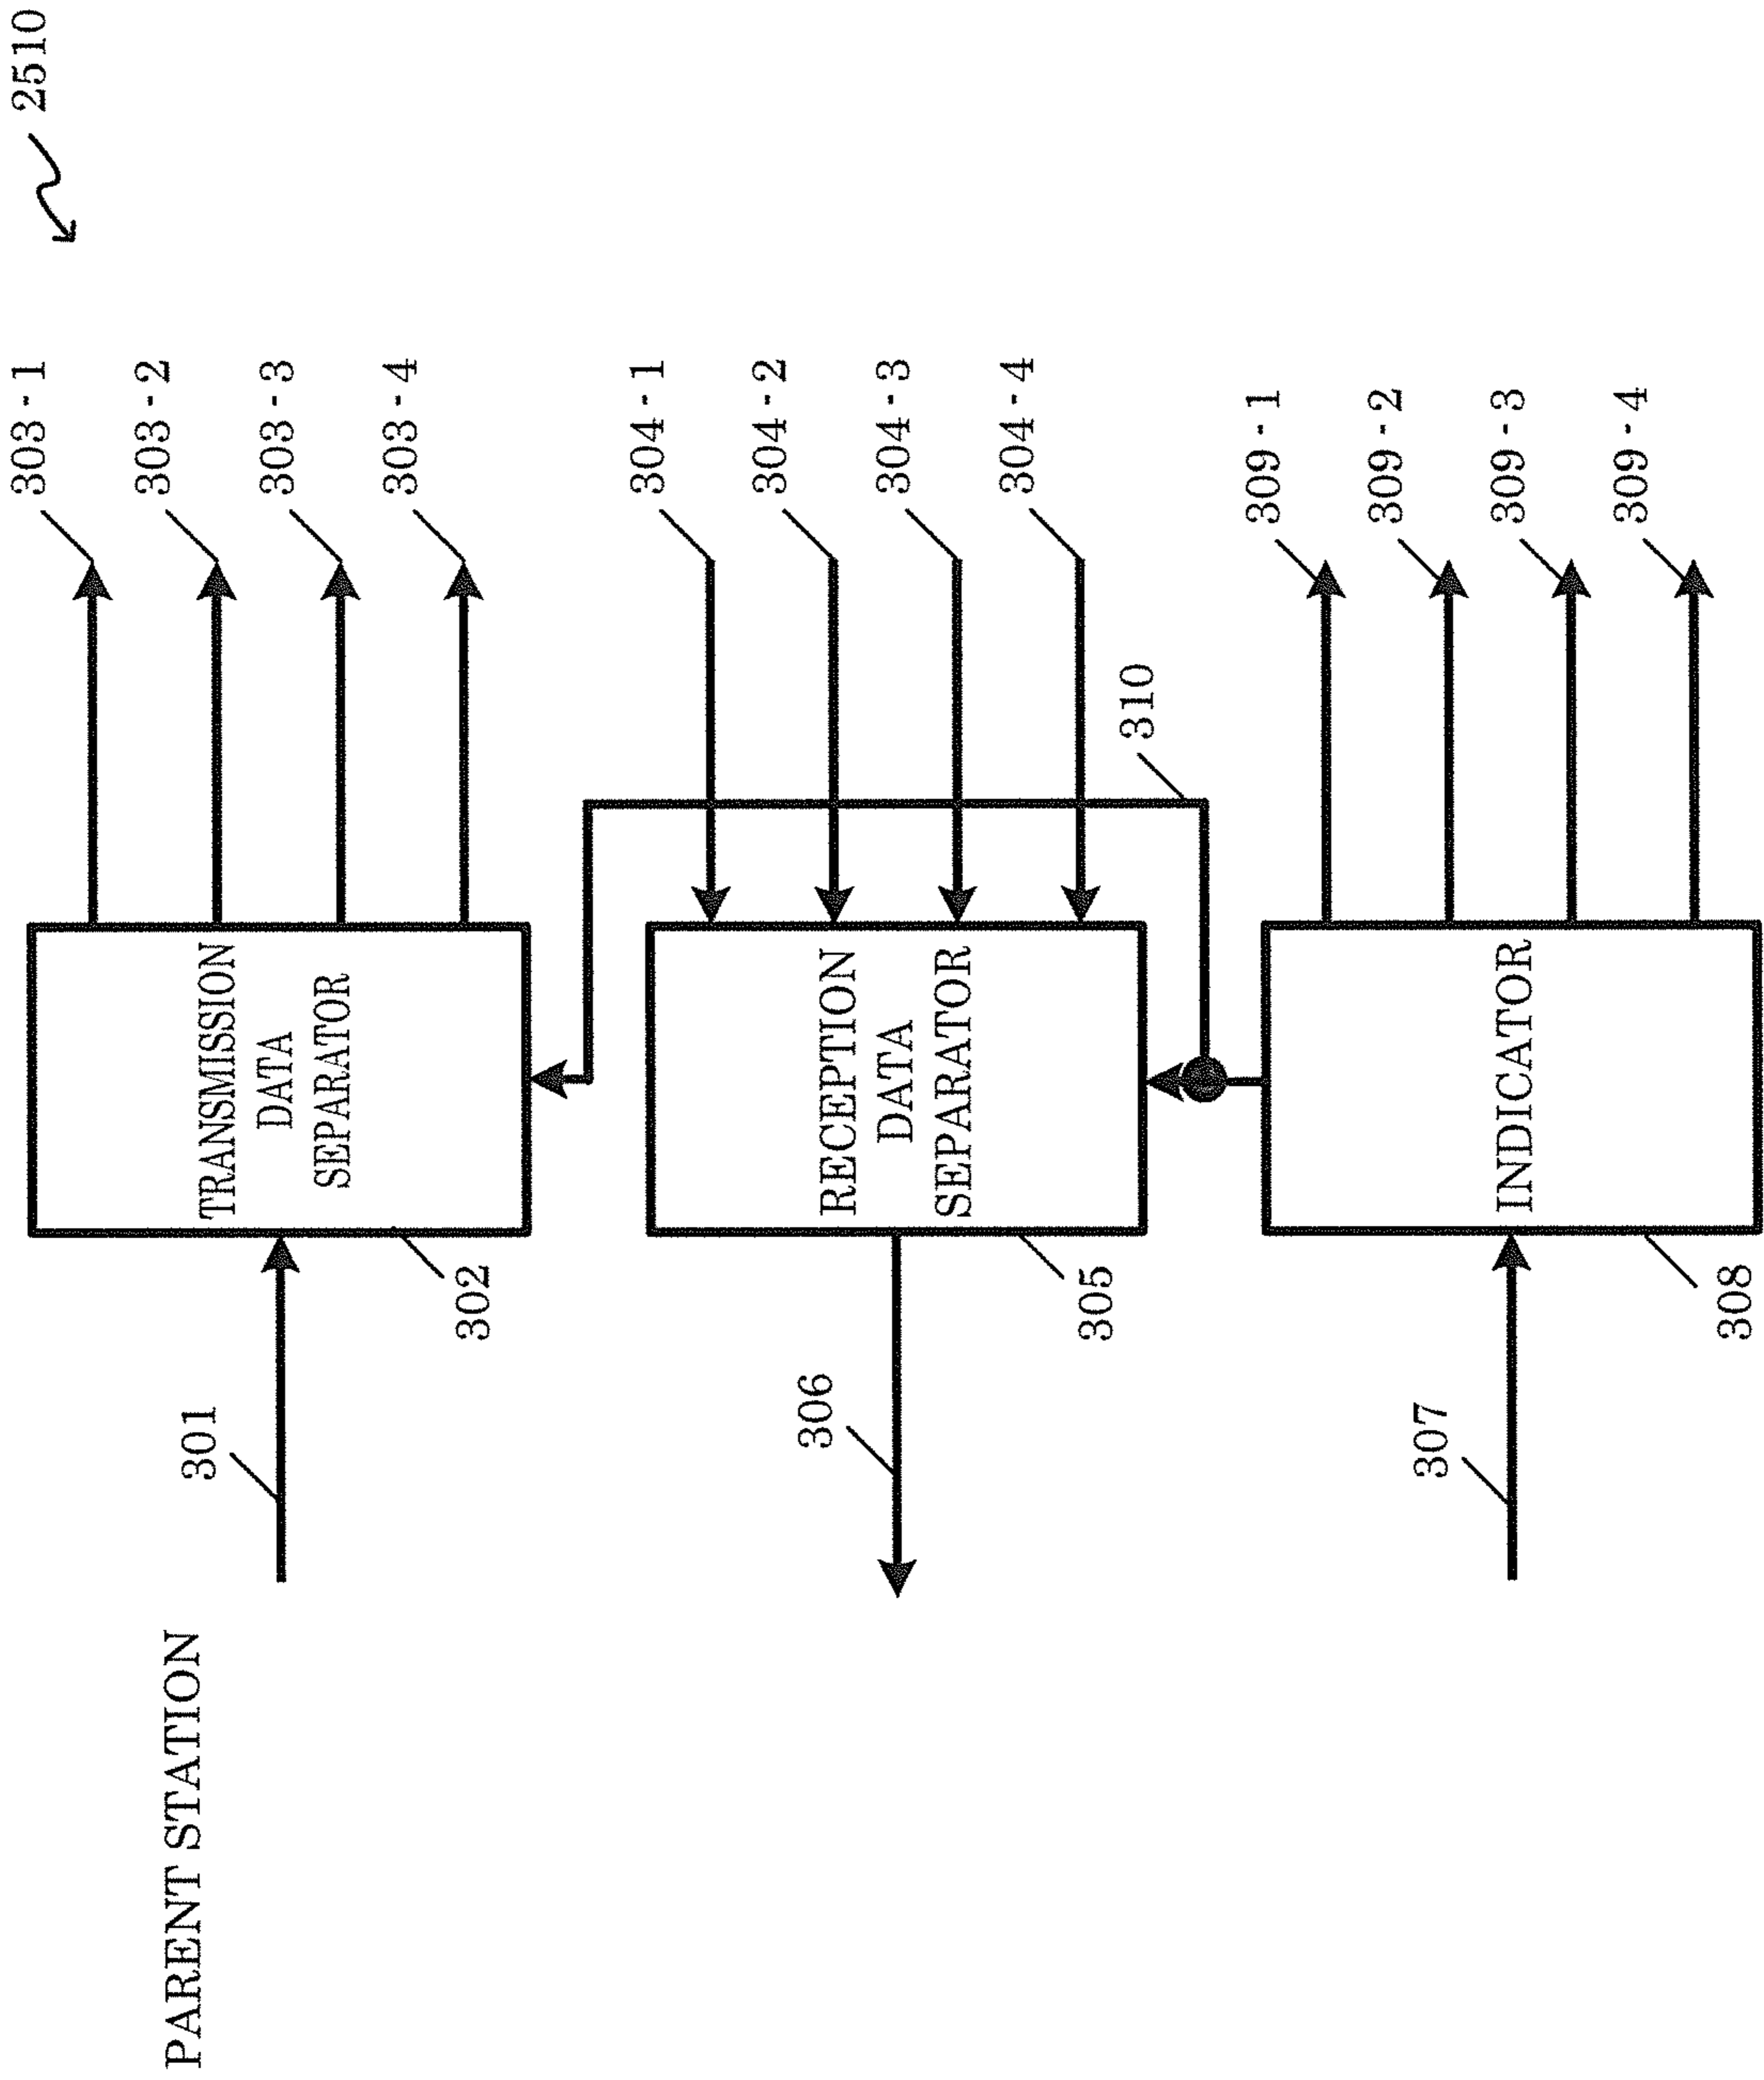 PARENT STATION
2510
301
TRANSMISSION
DATA
SEPARATOR
302
303 - 1
303 - 2
303 - 3
303 - 4
306
RECEPTION
DATA
SEPARATOR
305
304 - 1
304 - 2
304 - 3
304 - 4
310
307
INDICATOR
308
309 - 1
309 - 2
309 - 3
309 - 4